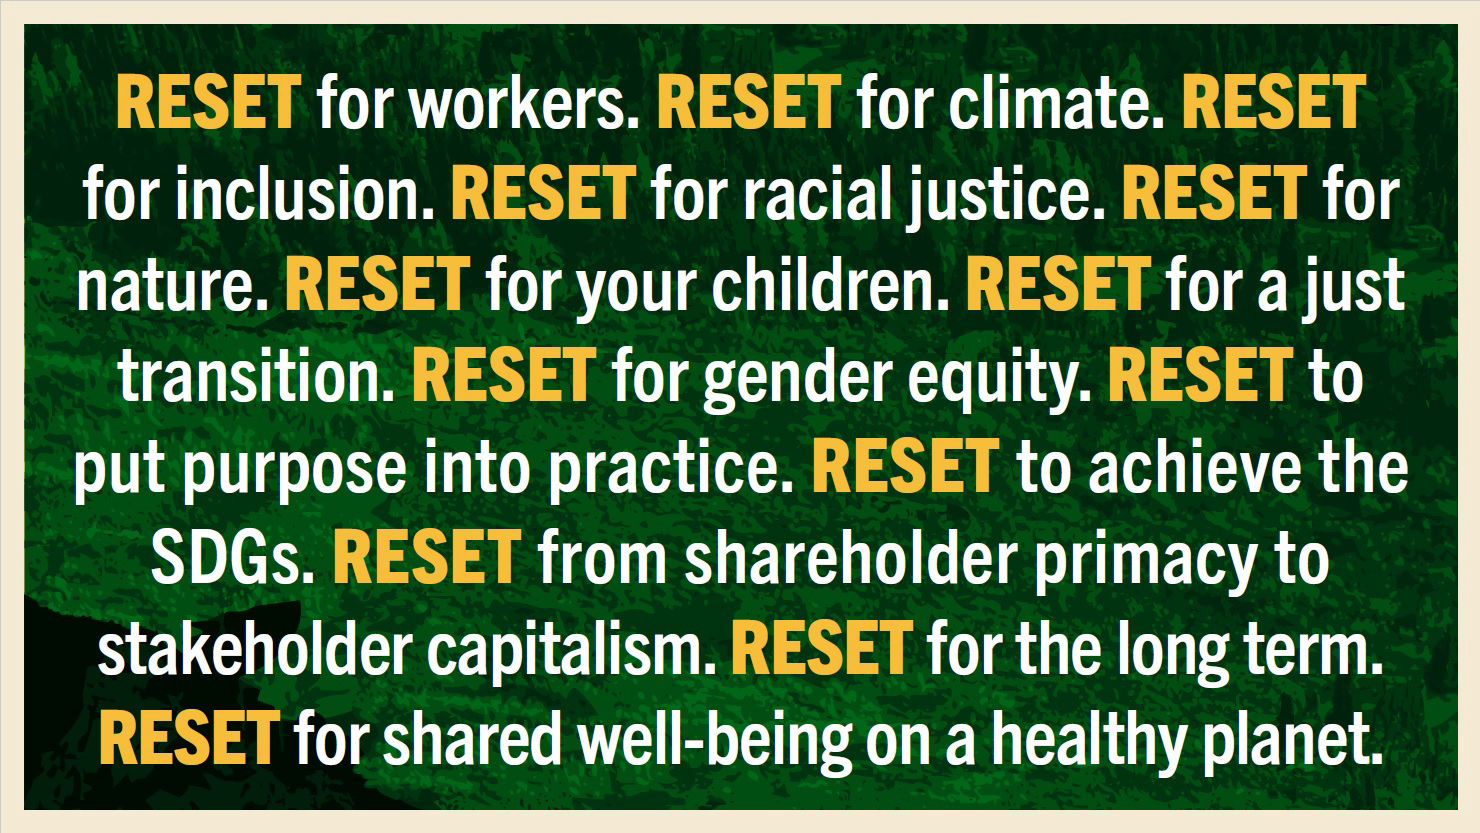 RESET for workers. RESET for climate. RESET
for inclusion. RESET for racial justice. RESET for
nature. RESET for your children. RESET for a just
transition. RESET for gender equity. RESET to
put purpose into practice. RESET to achieve the
SDGs. RESET from shareholder primacy to
stakeholder capitalism. RESET for the long term.
RESET for shared well-being on a healthy planet.